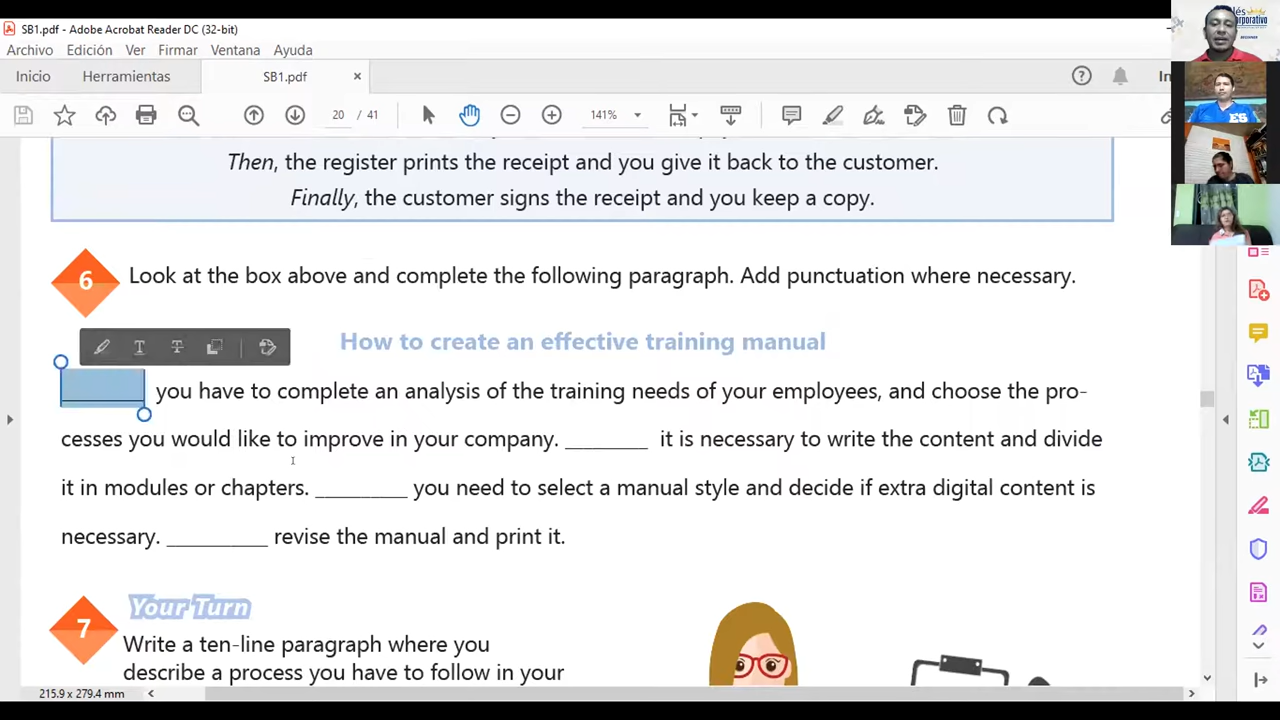 SB1.pdf - Adobe Acrobat Reader DC (32-bit)
Archivo Edición Ver Firmar Ventana Ayuda
Inicio Herramientas SB1.pdf ×
20 / 41 141%
Then, the register prints the receipt and you give it back to the customer.
Finally, the customer signs the receipt and you keep a copy.
6 Look at the box above and complete the following paragraph. Add punctuation where necessary.
How to create an effective training manual
________ you have to complete an analysis of the training needs of your employees, and choose the pro-
cesses you would like to improve in your company. ________ it is necessary to write the content and divide
it in modules or chapters. _________ you need to select a manual style and decide if extra digital content is
necessary. __________ revise the manual and print it.
7 Your Turn
Write a ten-line paragraph where you
describe a process you have to follow in your
215.9 x 279.4 mm
ES